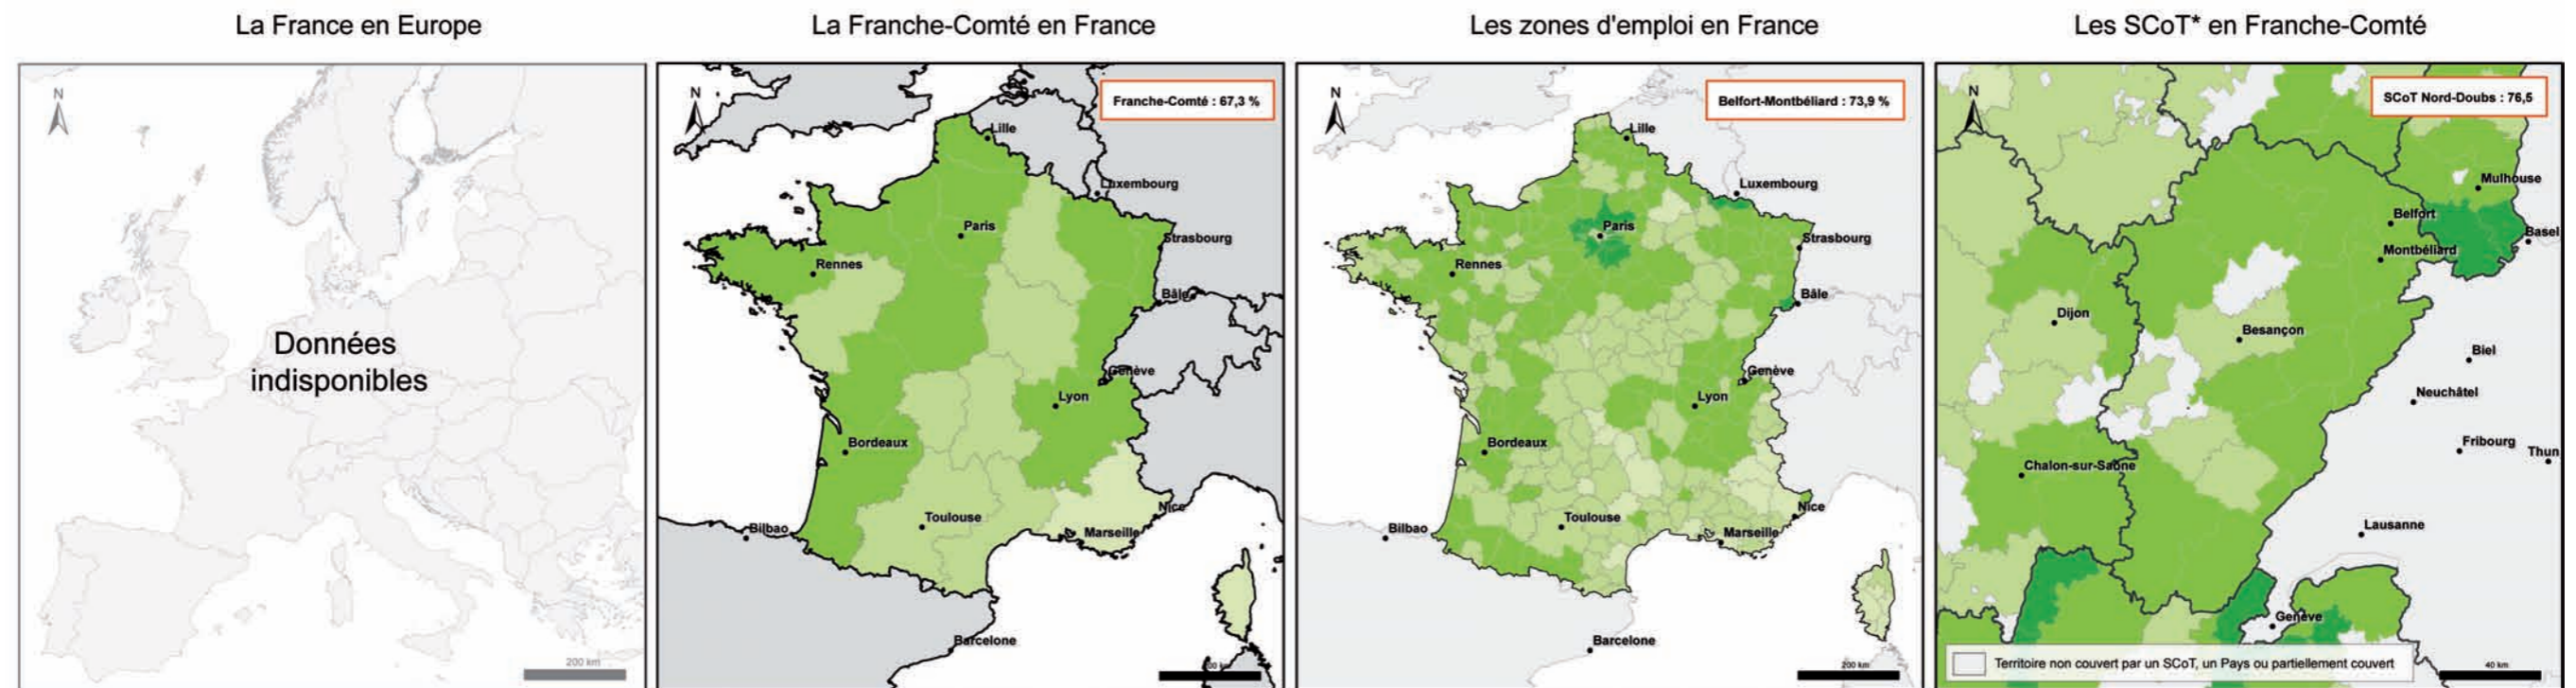 La France en Europe
La Franche-Comté en France
Les zones d'emploi en France
Les SCoT* en Franche-Comté
N
Données
indisponibles
200 km
N
Franche-Comté : 67,3 %
Lille
Luxembourg
Paris
Strasbourg
Rennes
Bâle
Genève
Lyon
Bordeaux
Toulouse
Nice
Bilbao
Marseille
Barcelone
km
N
Belfort-Montbéliard : 73,9 %
Lille
Luxembourg
Paris
Strasbourg
Rennes
Bâle
Genève
Lyon
Bordeaux
Nice
Toulouse
Bilbao
Marseille
Barcelone
200 km
N
SCoT Nord-Doubs : 76,5
Mulhouse
Belfort
Basel
Montbéliard
Dijon
Besançon
Biel
Neuchâtel
Fribourg
Thun
Chalon-sur-Saône
Lausanne
Genève
Territoire non couvert par un SCoT, un Pays ou partiellement couvert
40 km